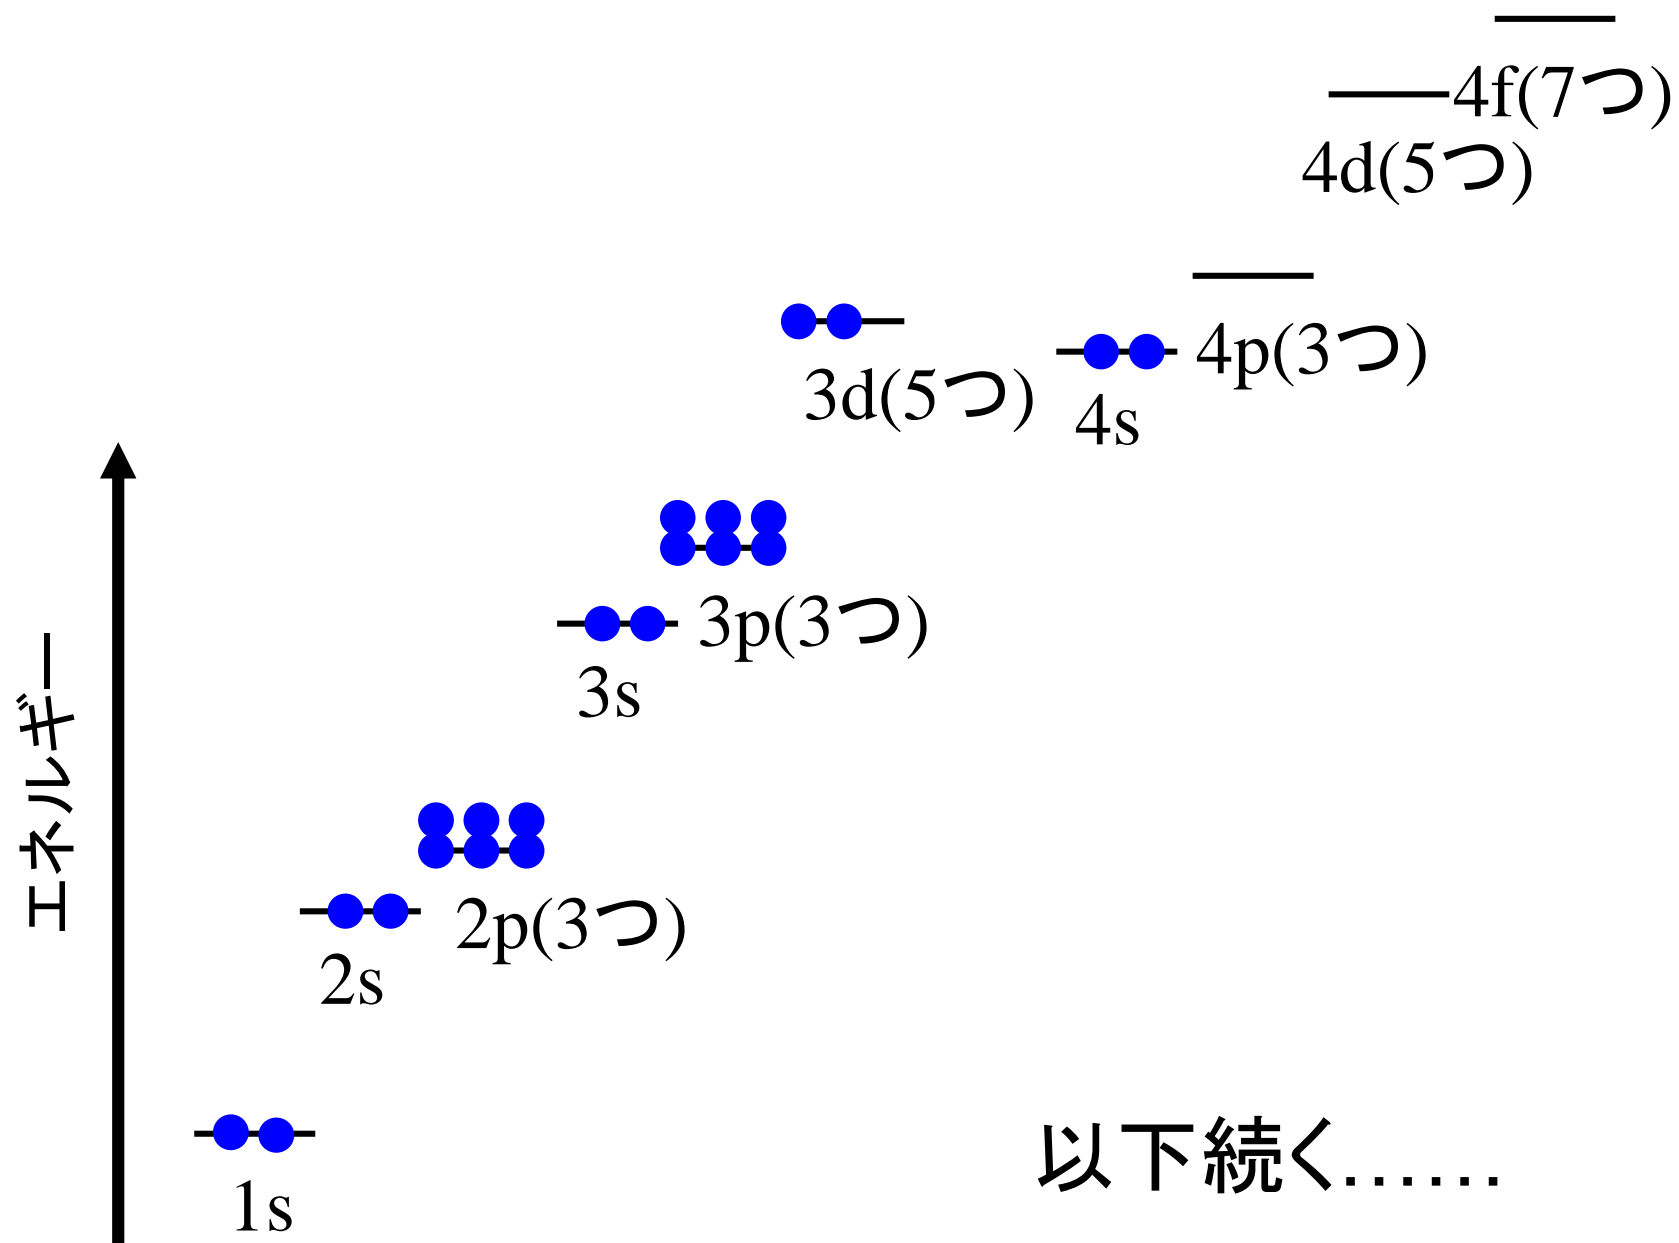 4f(7つ)
4d(5つ)
4p(3つ)
3d(5つ)
4s
3p(3つ)
3s
エネルギー
2p(3つ)
2s
1s
以下続く……